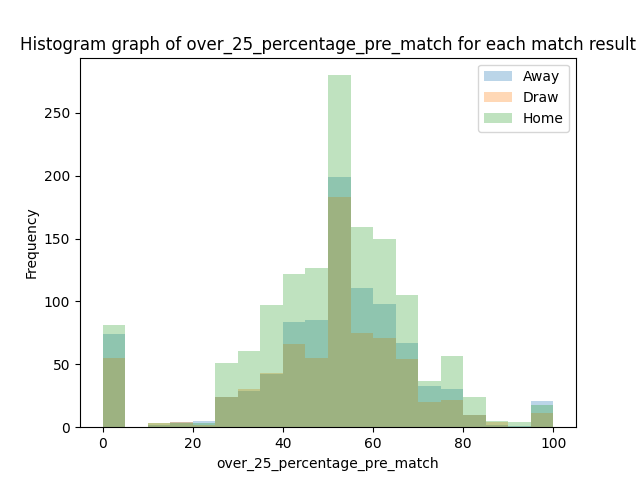 Histogram graph of over_25_percentage_pre_match for each match result
Away
Draw
Home
250
200
150
100
50
0
Frequency
0
20
40
60
80
100
over_25_percentage_pre_match